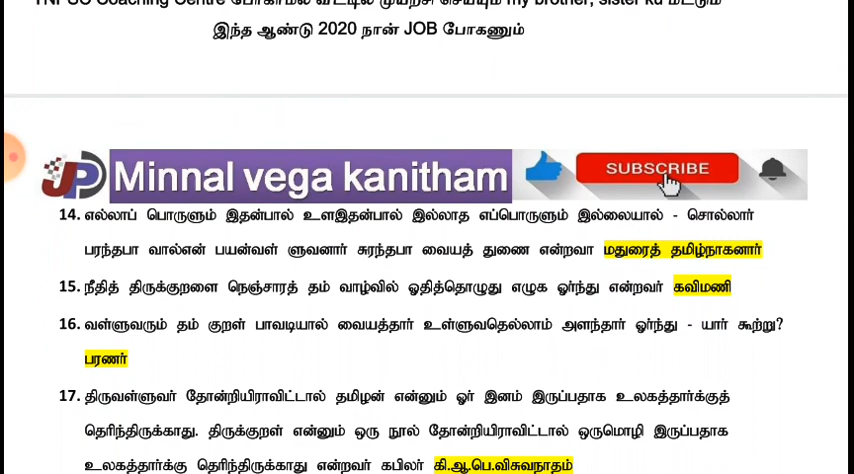 TNPSC Coaching Centre போகாமல் வீட்டில் முயற்சி செய்யும் my brother, sister ku மட்டும்
இந்த ஆண்டு 2020 நான் JOB போகணும்
JP Minnal vega kanitham SUBSCRIBE
14. எல்லாப் பொருளும் இதன்பால் உளஇதன்பால் இல்லாத எப்பொருளும் இல்லையால் - சொல்லார்
பரந்தபா வால்என் பயன்வள் ளுவனார் சுரந்தபா வையத் துணை என்றவா மதுரைத் தமிழ்நாகனார்
15. நீதித் திருக்குறளை நெஞ்சாரத் தம் வாழ்வில் ஓதித்தொழுது எழுக ஓர்ந்து என்றவர் கவிமணி
16. வள்ளுவரும் தம் குறள் பாவடியால் வையத்தார் உள்ளுவதெல்லாம் அளந்தார் ஓர்ந்து - யார் கூற்று?
பரணர்
17. திருவள்ளுவர் தோன்றியிராவிட்டால் தமிழன் என்னும் ஓர் இனம் இருப்பதாக உலகத்தார்க்குத்
தெரிந்திருக்காது. திருக்குறள் என்னும் ஒரு நூல் தோன்றியிராவிட்டால் ஒருமொழி இருப்பதாக
உலகத்தார்க்கு தெரிந்திருக்காது என்றவர் கபிலர் கி.ஆ.பெ.விசுவநாதம்